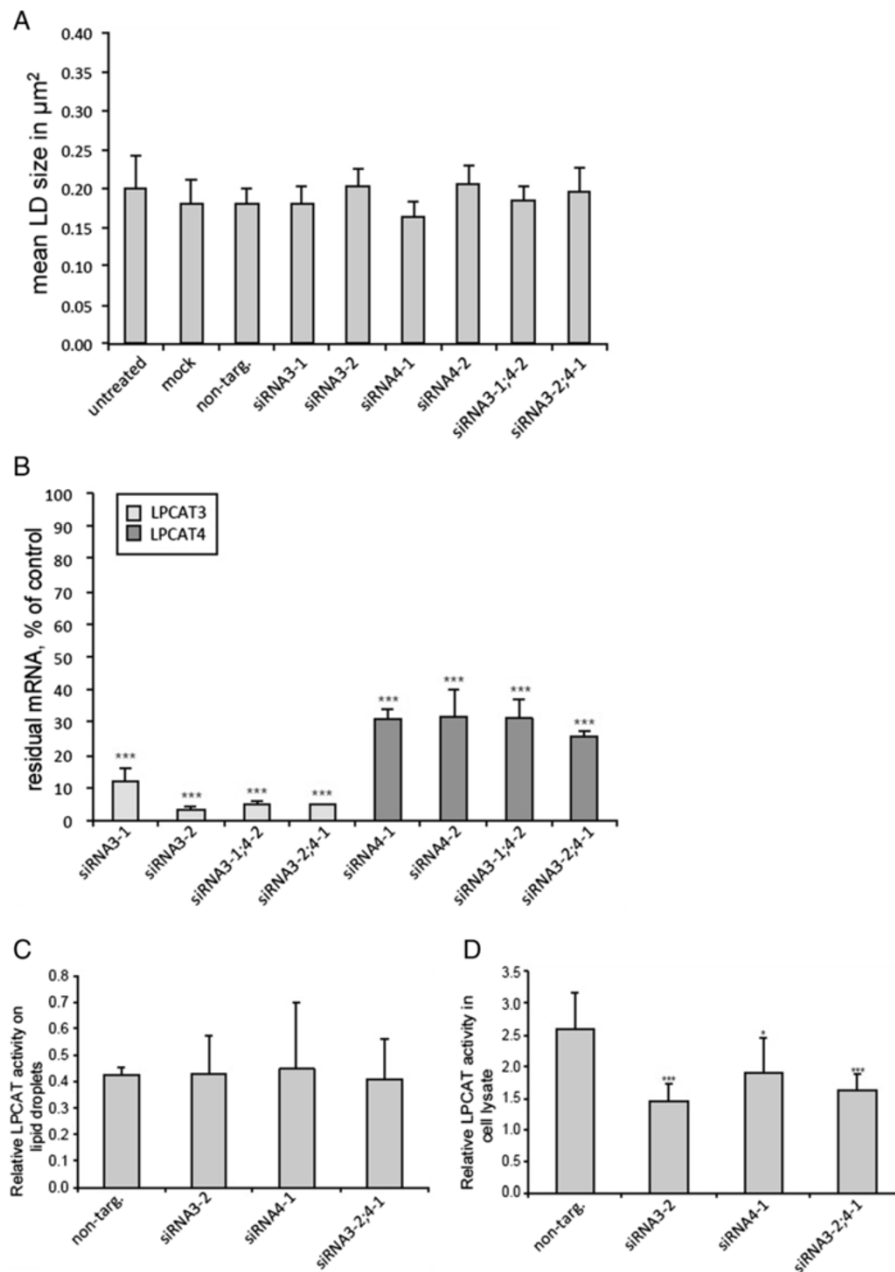 A
mean LD size in µm²
0.40
0.35
0.30
0.25
0.20
0.15
0.10
0.05
0.00
untreated
mock
non-targ.
siRNA3-1
siRNA3-2
siRNA4-1
siRNA4-2
siRNA3-1;4-2
siRNA3-2;4-1
B
residual mRNA, % of control
100
90
80
70
60
50
40
30
20
10
0
LPCAT3
LPCAT4
***
***
***
***
***
***
***
***
siRNA3-1
siRNA3-2
siRNA3-1;4-2
siRNA3-2;4-1
siRNA4-1
siRNA4-2
siRNA3-1;4-2
siRNA3-2;4-1
C
Relative LPCAT activity on
lipid droplets
0.8
0.7
0.6
0.5
0.4
0.3
0.2
0.1
0.0
non-targ.
siRNA3-2
siRNA4-1
siRNA3-2;4-1
D
Relative LPCAT activity in
cell lysate
3.5
3.0
2.5
2.0
1.5
1.0
0.5
0.0
***
*
***
non-targ.
siRNA3-2
siRNA4-1
siRNA3-2;4-1